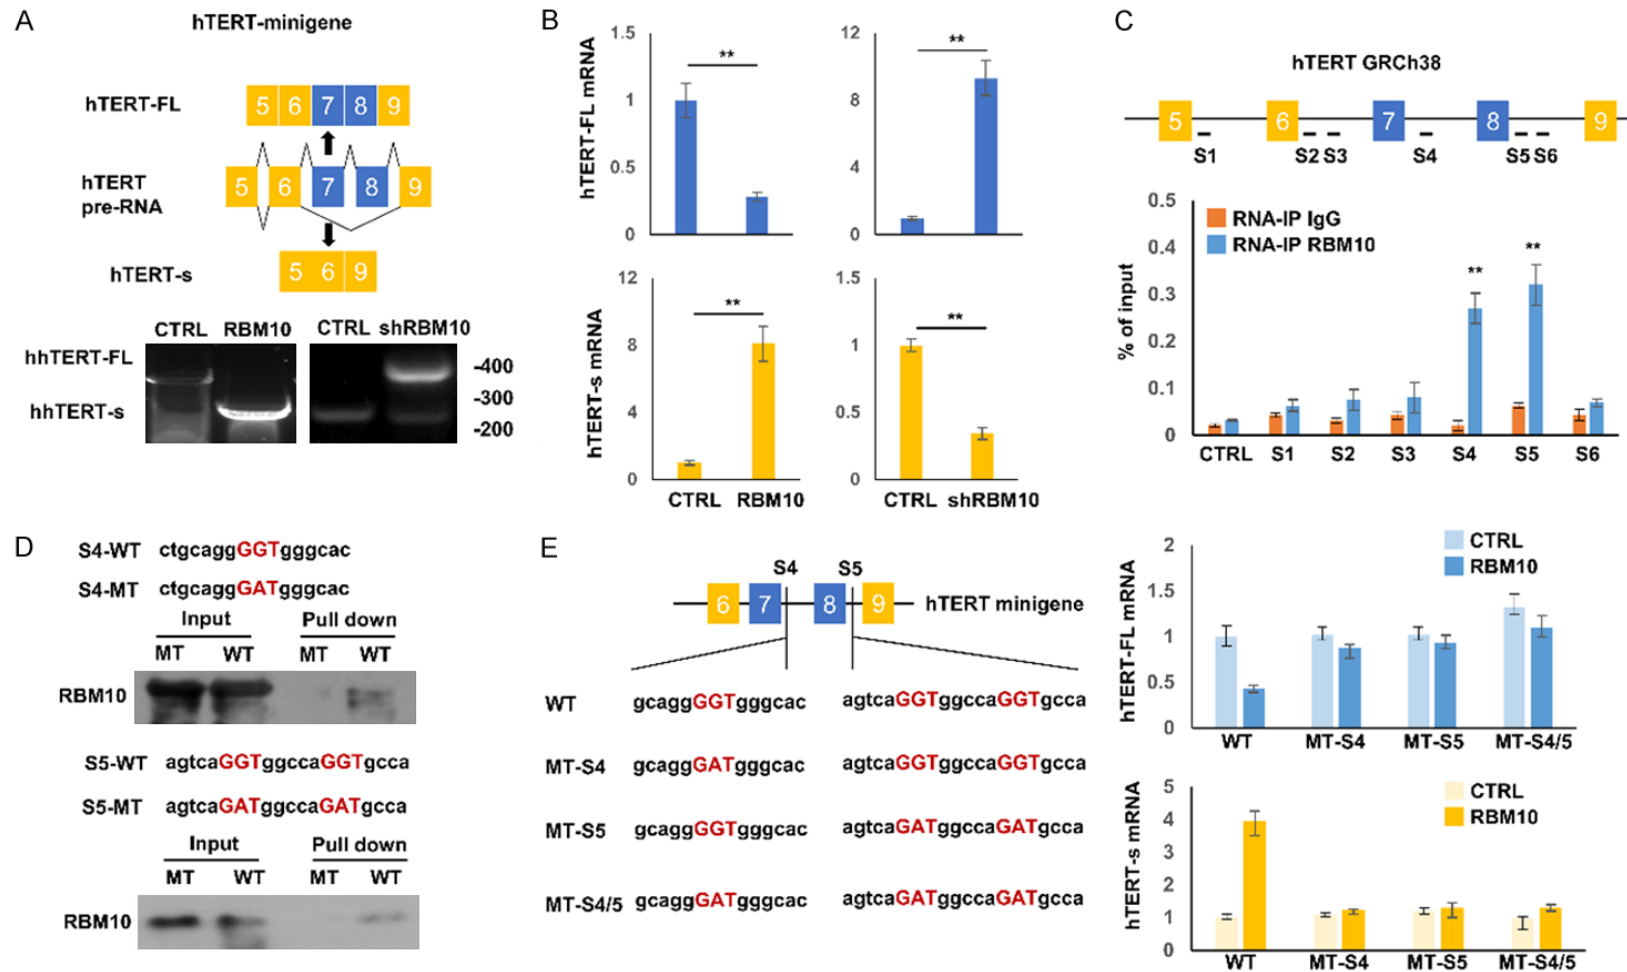 A
hTERT-minigene
hTERT-FL
5 6 7 8 9
hTERT
pre-RNA
5 6 7 8 9
hTERT-s
5 6 9
CTRL RBM10 CTRL shRBM10
hhTERT-FL
hhTERT-s
-400
-300
-200
B
hTERT-FL mRNA
1.5
1
0.5
0
**
12
8
4
0
**
hTERT-s mRNA
12
8
4
0
**
CTRL RBM10
1.5
1
0.5
0
**
CTRL shRBM10
C
hTERT GRCh38
5 6 7 8 9
S1 S2 S3 S4 S5 S6
% of input
0.5
0.4
0.3
0.2
0.1
0
RNA-IP IgG
RNA-IP RBM10
**
**
CTRL S1 S2 S3 S4 S5 S6
D
S4-WT ctgcaggGGTgggcac
S4-MT ctgcaggGATgggcac
Input Pull down
MT WT MT WT
RBM10
S5-WT agtcaGGTggccaGGTgcca
S5-MT agtcaGATggccaGATgcca
Input Pull down
MT WT MT WT
RBM10
E
S4 S5
6 7 8 9 hTERT minigene
WT gcaggGGTgggcac agtcaGGTggccaGGTgcca
MT-S4 gcaggGATgggcac agtcaGGTggccaGGTgcca
MT-S5 gcaggGGTgggcac agtcaGATggccaGATgcca
MT-S4/5 gcaggGATgggcac agtcaGATggccaGATgcca
hTERT-FL mRNA
2
1.5
1
0.5
0
CTRL
RBM10
WT MT-S4 MT-S5 MT-S4/5
hTERT-s mRNA
5
4
3
2
1
0
CTRL
RBM10
WT MT-S4 MT-S5 MT-S4/5